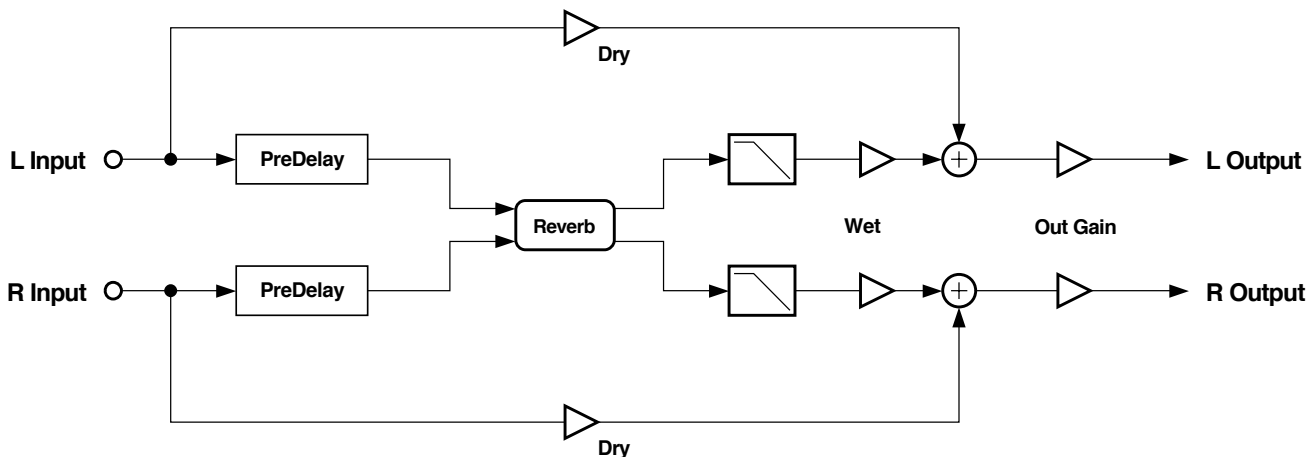 Dry
L Input
PreDelay
L Output
Reverb
Wet
Out Gain
R Input
PreDelay
R Output
Dry